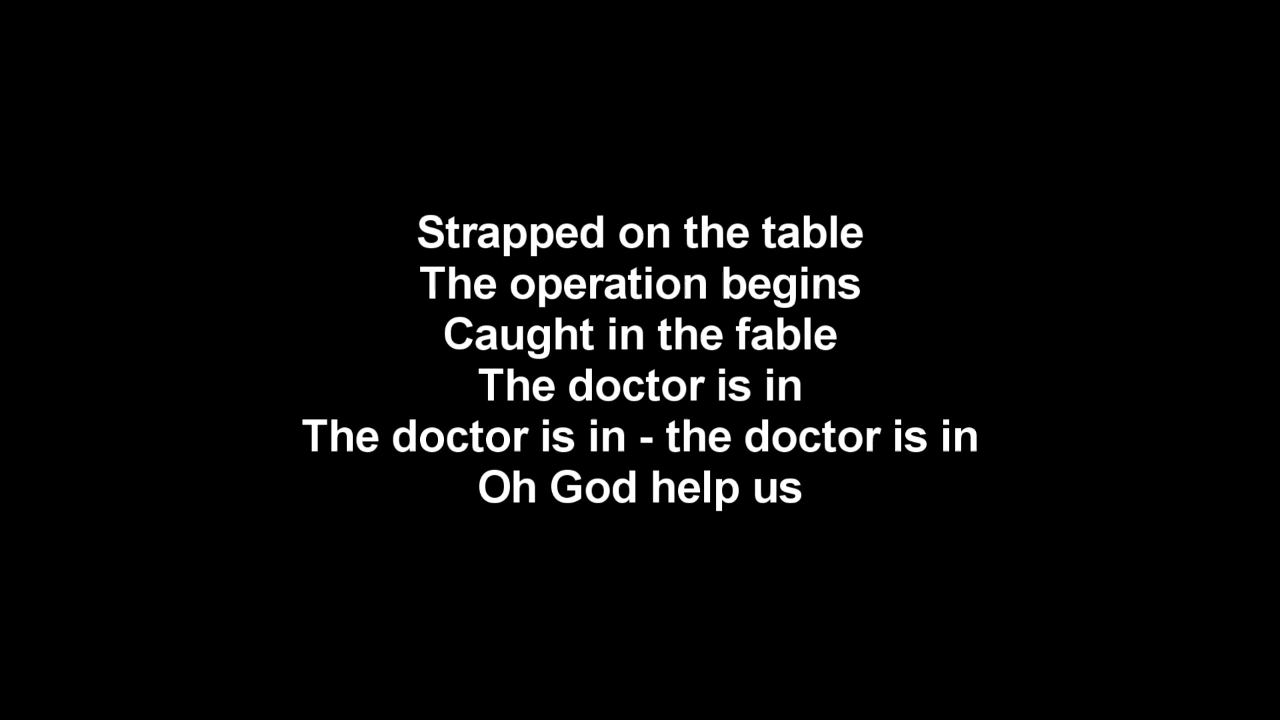 Strapped on the table
The operation begins
Caught in the fable
The doctor is in
The doctor is in - the doctor is in
Oh God help us